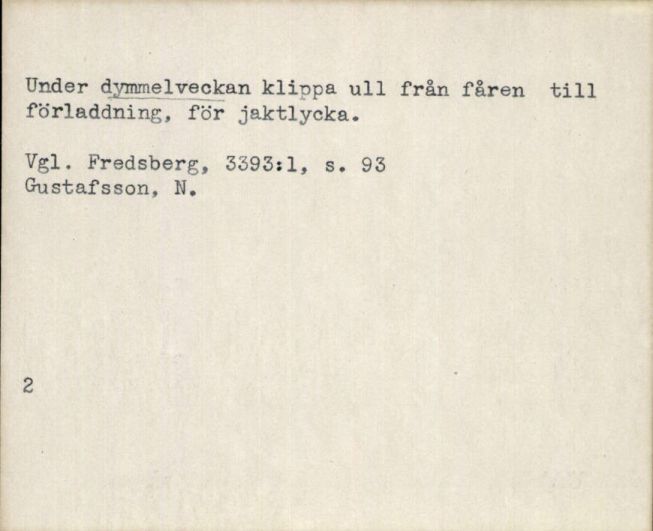 Under dymmelveckan klippa ull från fåren till
förladdning, för jaktlycka.
Vgl. Fredsberg, 3393:1, s. 93
Gustafsson, N.
2